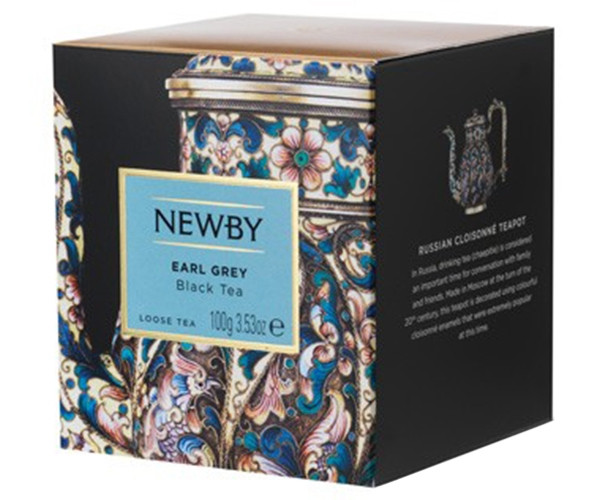 NEWBY
EARL GREY
Black Tea
LOOSE TEA 100g 3.53oz ℮
RUSSIAN CLOISONNÉ TEAPOT
In Russia, drinking tea (chaepitie) is considered
an important time for conversation with family
and friends. Made in Moscow at the turn of the
20th century, this teapot is decorated using colourful
cloisonne enamels that were extremely popular
at this time.